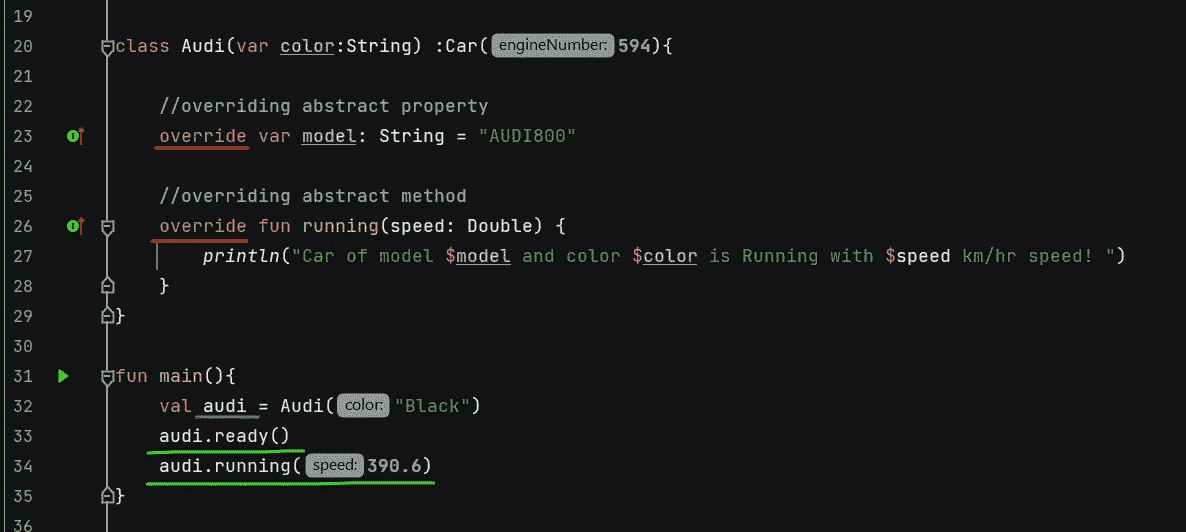 19
20 class Audi(var color:String) :Car( engineNumber: 594){
21
22 //overriding abstract property
23 override var model: String = "AUDI800"
24
25 //overriding abstract method
26 override fun running(speed: Double) {
27 println("Car of model $model and color $color is Running with $speed km/hr speed! ")
28 }
29 }
30
31 fun main(){
32 val audi = Audi( color: "Black")
33 audi.ready()
34 audi.running( speed: 390.6)
35 }
36